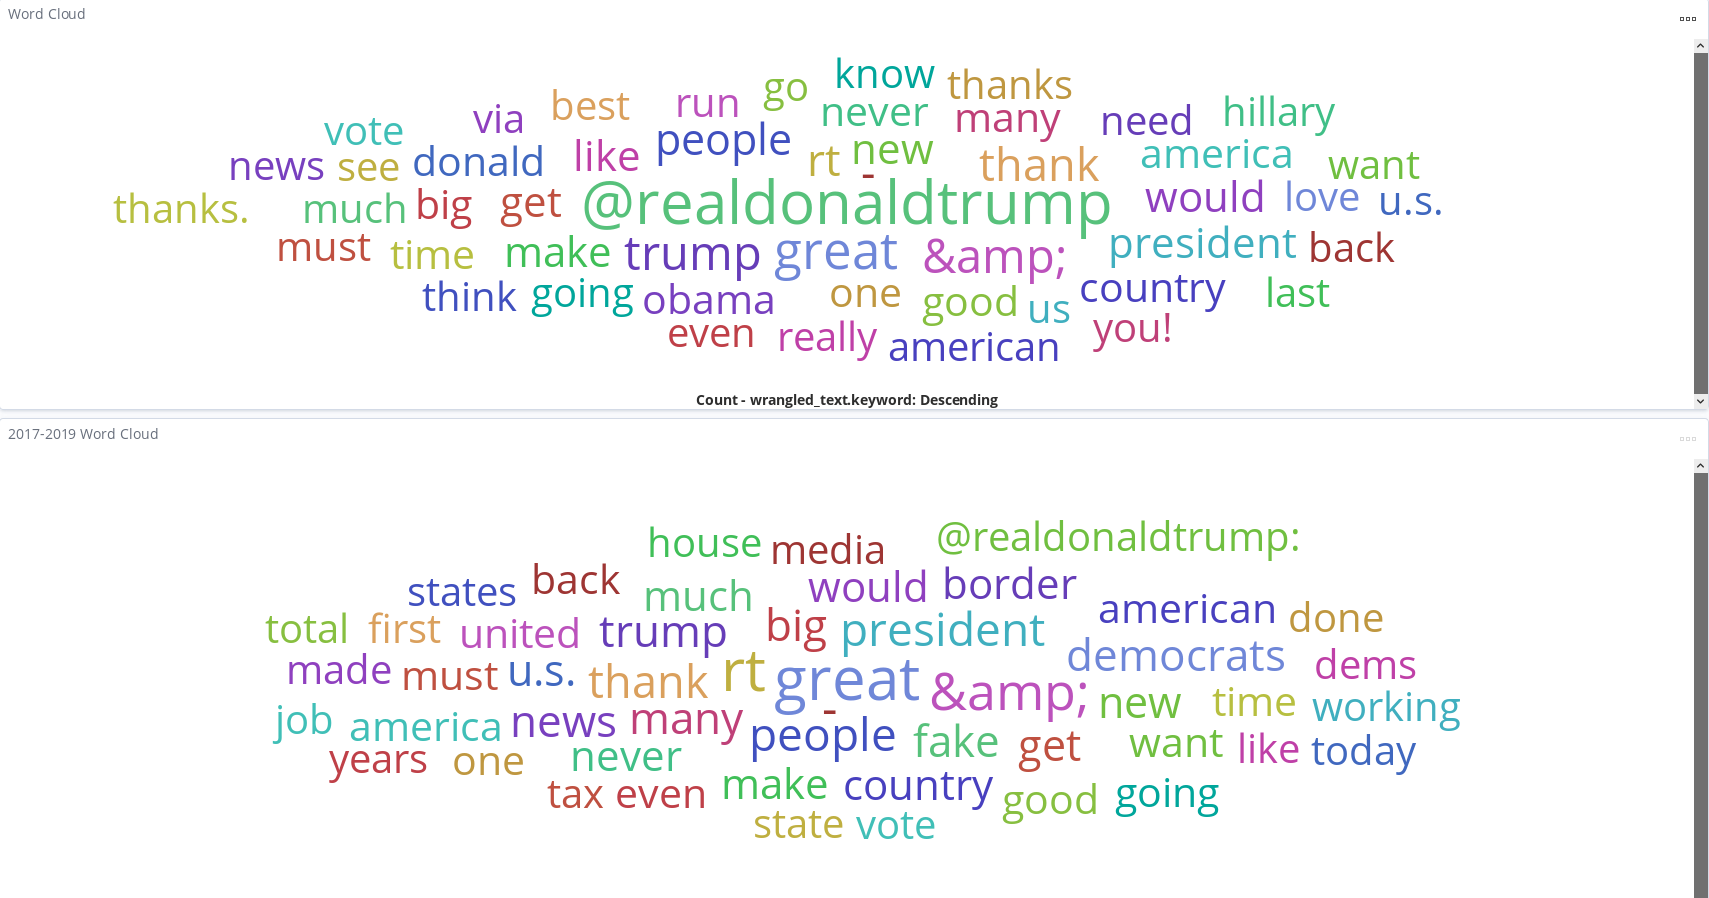 Word Cloud
know
go thanks
best run never many need hillary
vote via people
news see donald like rt new thank america want
-
thanks. much big get @realdonaldtrump would love u.s.
must time make trump great &amp; president back
think going obama one good us country last
even really american you!
Count - wrangled_text.keyword: Descending
2017-2019 Word Cloud
house media @realdonaldtrump:
states back much would border
american done
total first united trump big president
made must u.s. thank rt great &amp; democrats dems
-
new time working
job america news many people fake get want like today
years one never
tax even make country good going
state vote